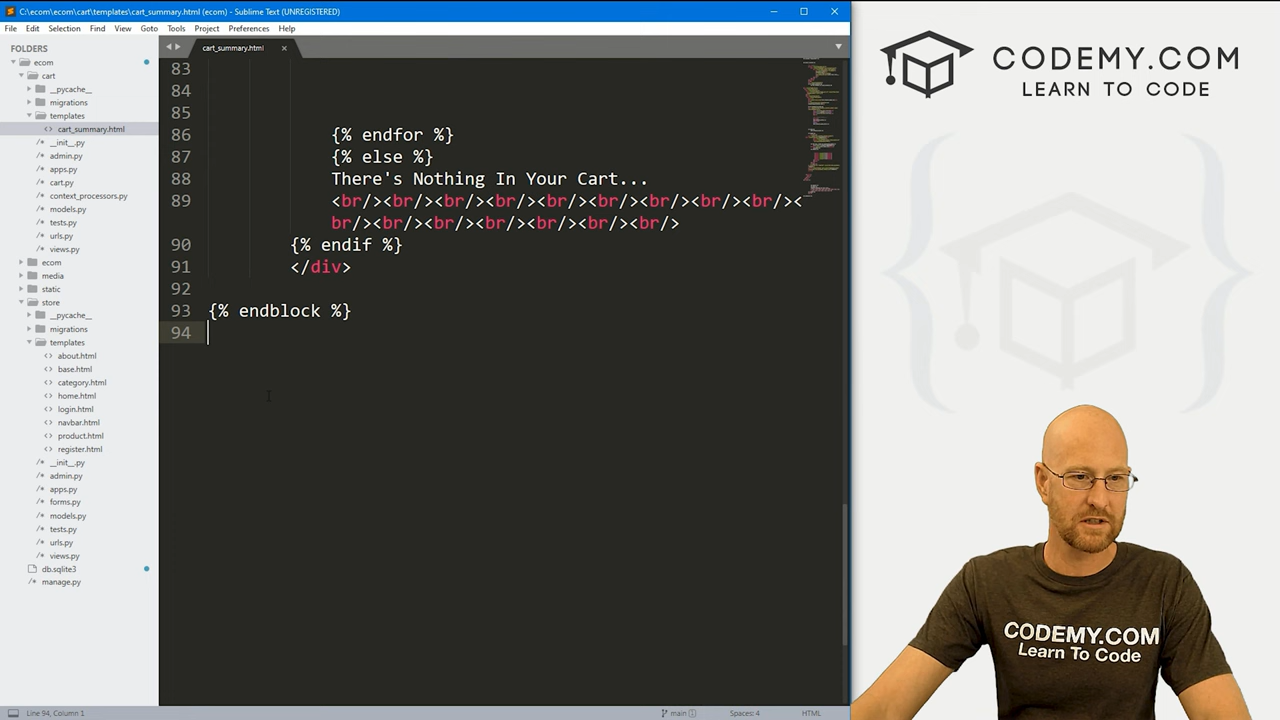 C:\ecom\cart\templates\cart_summary.html (ecom) - Sublime Text (UNREGISTERED)
File Edit Selection Find View Goto Tools Project Preferences Help
FOLDERS
ecom
cart
__pycache__
migrations
templates
cart_summary.html
__init__.py
admin.py
apps.py
cart.py
context_processors.py
models.py
tests.py
urls.py
views.py
ecom
media
static
store
__pycache__
migrations
templates
about.html
base.html
category.html
home.html
login.html
navbar.html
product.html
register.html
__init__.py
admin.py
apps.py
forms.py
models.py
tests.py
urls.py
views.py
db.sqlite3
manage.py
cart_summary.html
83
84
85
86 {% endfor %}
87 {% else %}
88 There's Nothing In Your Cart...
89 <br/><br/><br/><br/><br/><br/><br/><br/><br/><
br/><br/><br/><br/><br/><br/><br/>
90 {% endif %}
91 </div>
92
93 {% endblock %}
94
Line 94, Column 1
main 1
Spaces: 4
HTML
CODEMY.COM
LEARN TO CODE
CODEMY.COM
Learn To Code